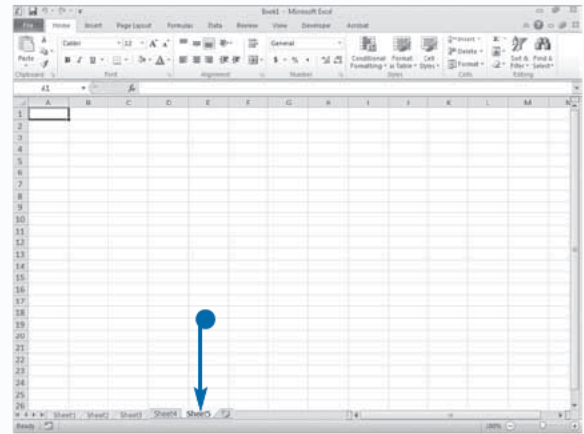 Book1 - Microsoft Excel
File Home Insert Page Layout Formulas Data Review View Developer Acrobat
Paste Calibri 12 A A General Conditional Formatting Format as Table Cell Styles Insert Delete Format Sort & Filter Find & Select
B I U A $ % ,
Clipboard Font Alignment Number Styles Cells Editing
A1 fx
A B C D E F G H I J K L M N
1
2
3
4
5
6
7
8
9
10
11
12
13
14
15
16
17
18
19
20
21
22
23
24
25
26
Sheet1 Sheet2 Sheet3 Sheet4 Sheet5
Ready 100%